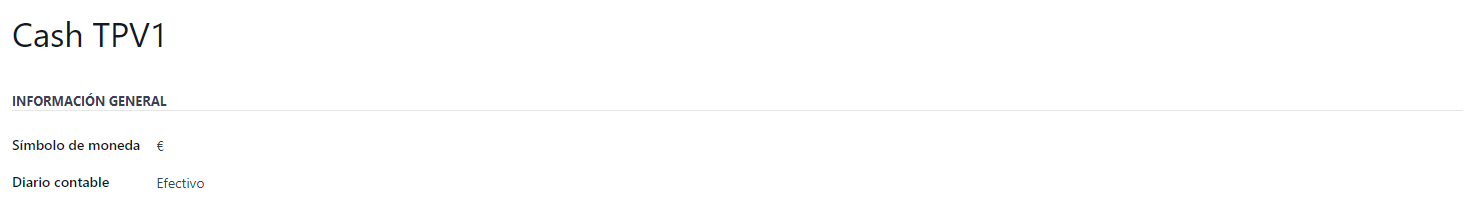 Cash TPV1
INFORMACIÓN GENERAL
Símbolo de moneda €
Diario contable Efectivo